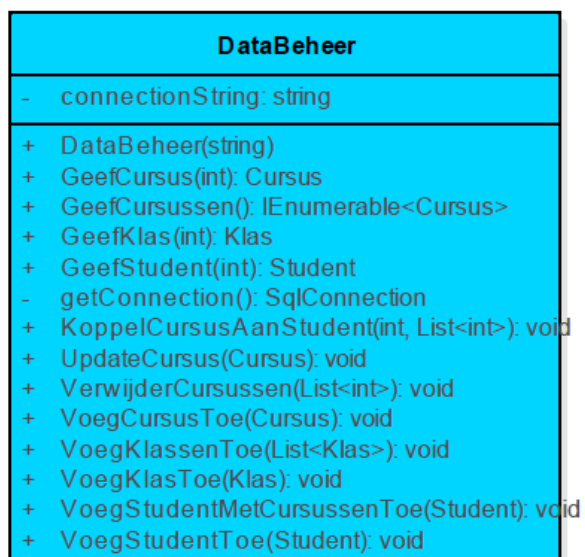 DataBeheer
- connectionString: string
+ DataBeheer(string)
+ GeefCursus(int): Cursus
+ GeefCursussen(): IEnumerable<Cursus>
+ GeefKlas(int): Klas
+ GeefStudent(int): Student
- getConnection(): SqlConnection
+ KoppelCursusAanStudent(int, List<int>): void
+ UpdateCursus(Cursus): void
+ VerwijderCursussen(List<int>): void
+ VoegCursusToe(Cursus): void
+ VoegKlassenToe(List<Klas>): void
+ VoegKlasToe(Klas): void
+ VoegStudentMetCursussenToe(Student): void
+ VoegStudentToe(Student): void